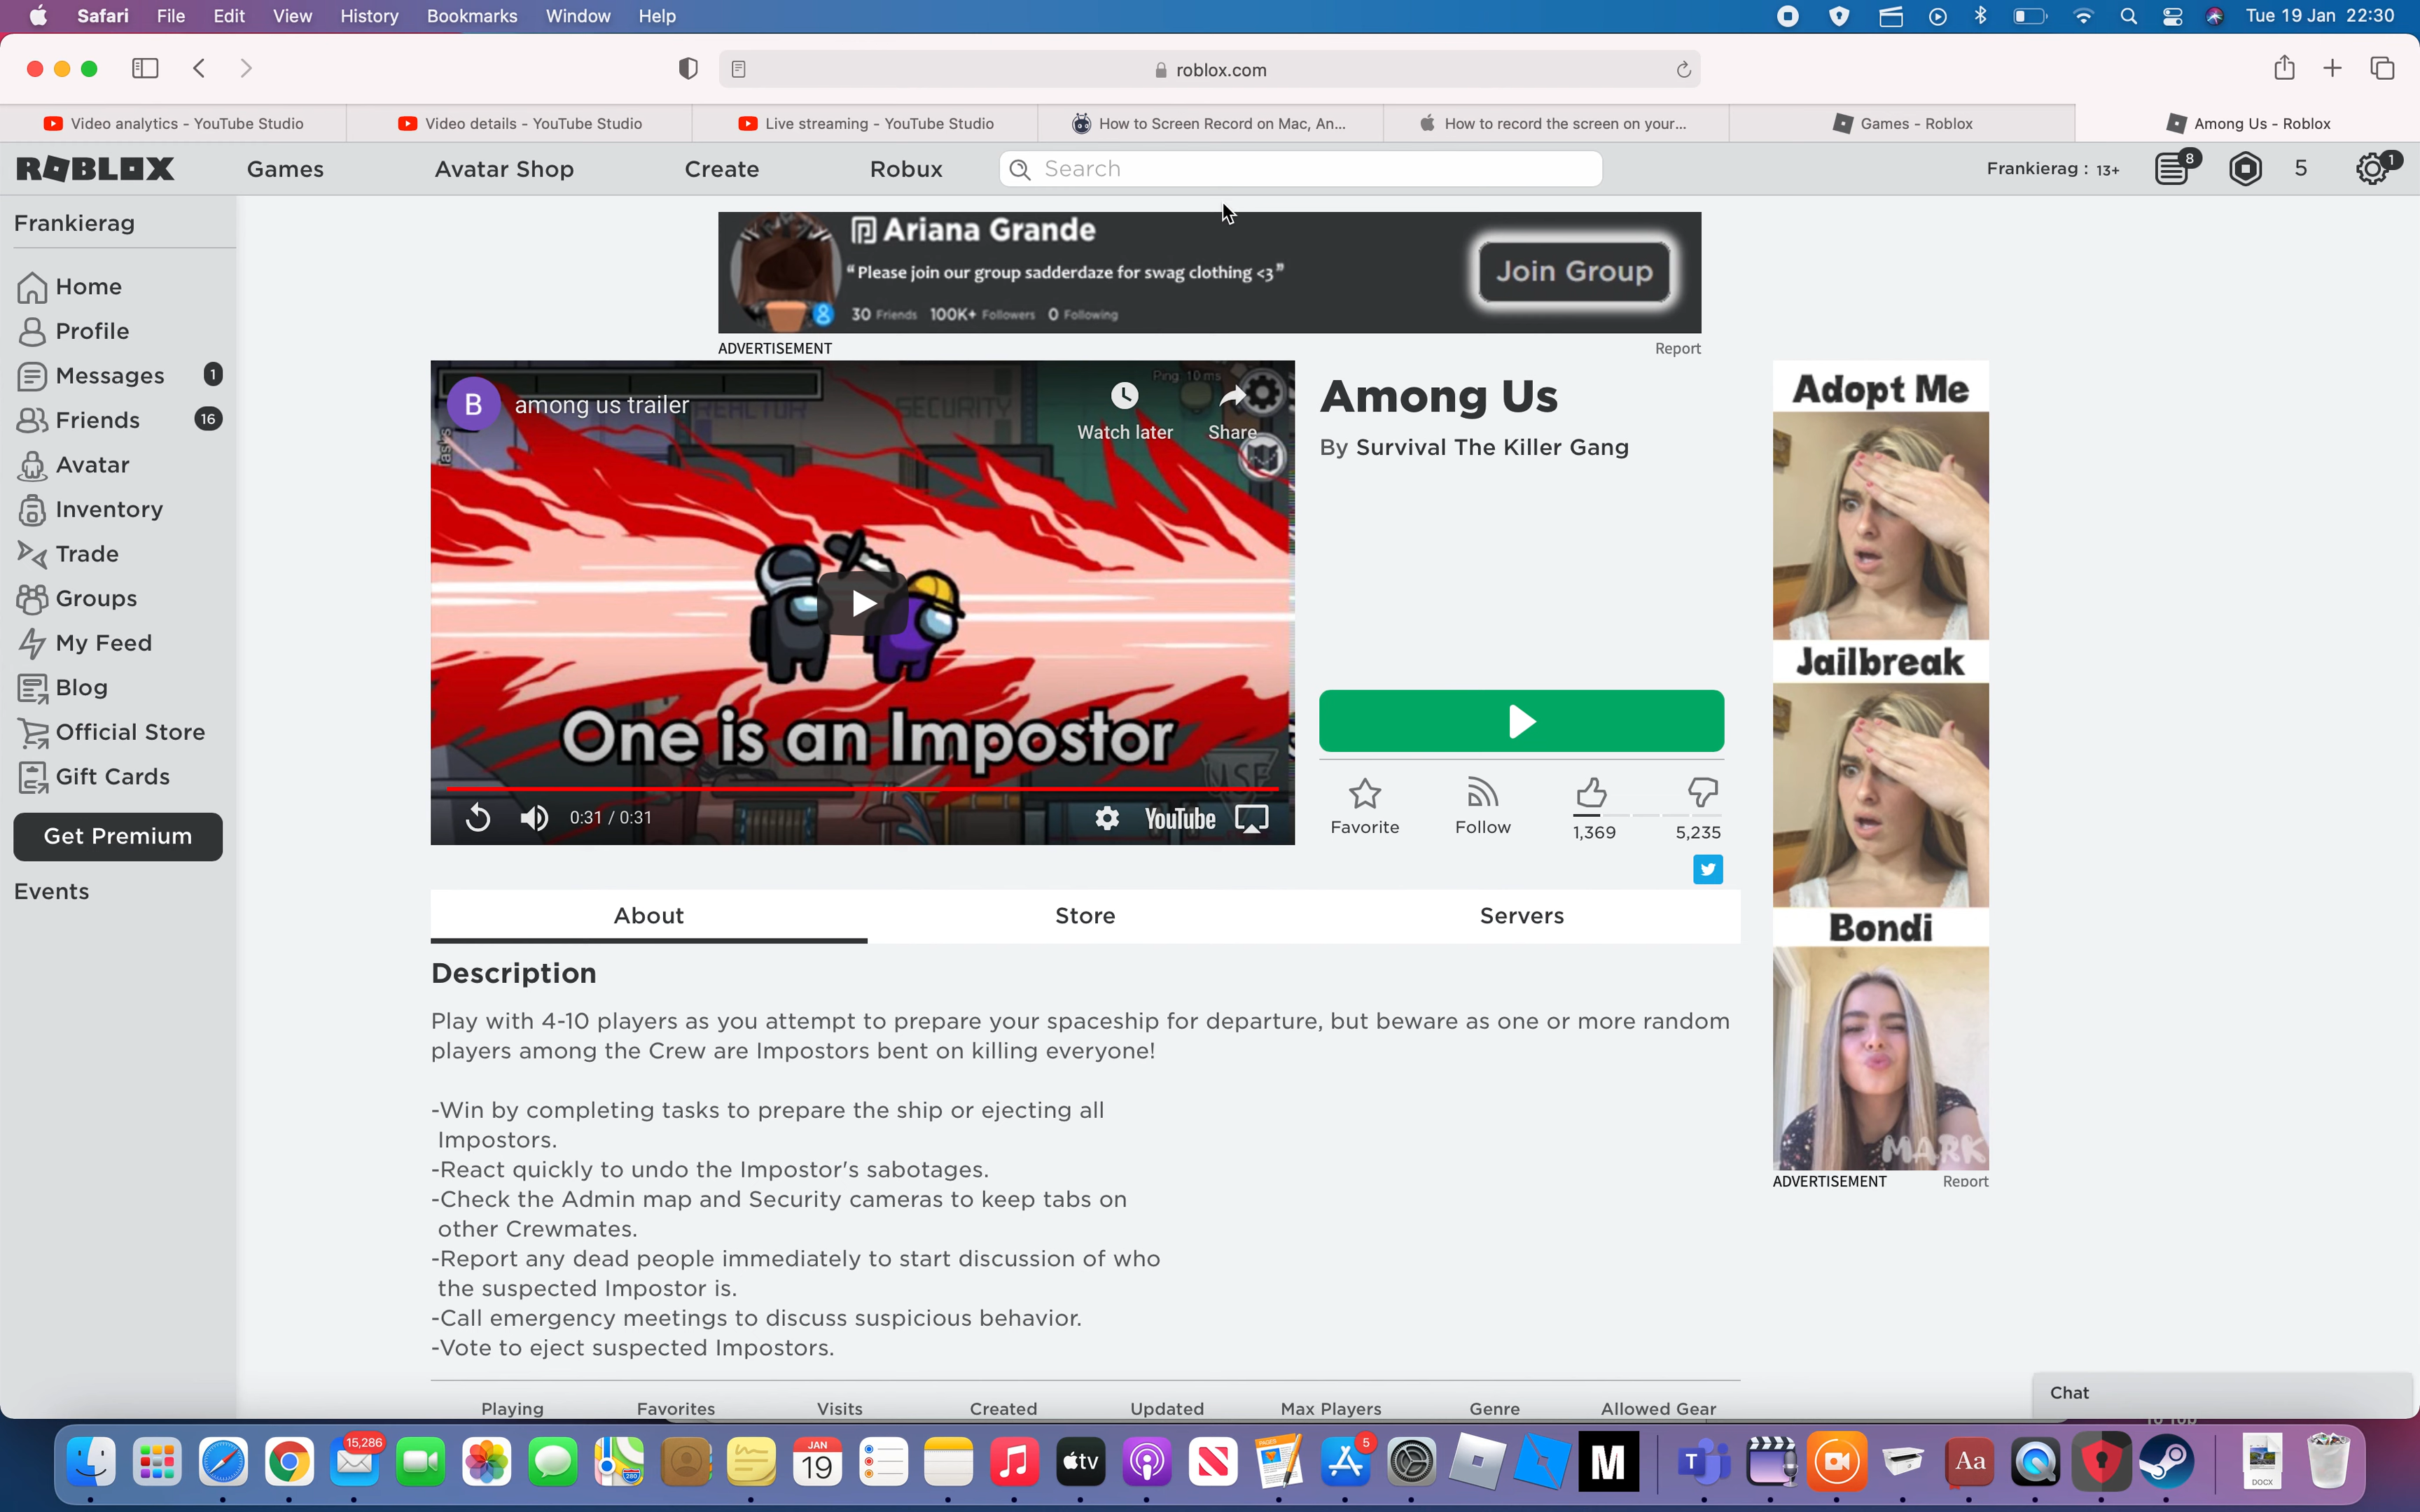 Safari File Edit View History Bookmarks Window Help Tue 19 Jan 22:30
roblox.com
Video analytics - YouTube Studio
Video details - YouTube Studio
Live streaming - YouTube Studio
How to Screen Record on Mac, An...
How to record the screen on your...
Games - Roblox
Among Us - Roblox
ROBLOX Games Avatar Shop Create Robux Search Frankierag : 13+ 8 5 1
Frankierag
Home
Profile
Messages 1
Friends 16
Avatar
Inventory
Trade
Groups
My Feed
Blog
Official Store
Gift Cards
Get Premium
Events
Ariana Grande
“Please join our group sadderdaze for swag clothing <3”
30 Friends 100K+ Followers 0 Following
Join Group
ADVERTISEMENT Report
Ping: 10 ms
B among us trailer
REACTOR SECURITY
Watch later Share
Tasks
One is an Impostor
0:31 / 0:31 YouTube
Among Us
By Survival The Killer Gang
Favorite Follow 1,369 5,235
Adopt Me
Jailbreak
Bondi
MARK
ADVERTISEMENT Report
About Store Servers
Description
Play with 4-10 players as you attempt to prepare your spaceship for departure, but beware as one or more random
players among the Crew are Impostors bent on killing everyone!
-Win by completing tasks to prepare the ship or ejecting all
Impostors.
-React quickly to undo the Impostor's sabotages.
-Check the Admin map and Security cameras to keep tabs on
other Crewmates.
-Report any dead people immediately to start discussion of who
the suspected Impostor is.
-Call emergency meetings to discuss suspicious behavior.
-Vote to eject suspected Impostors.
Playing Favorites Visits Created Updated Max Players Genre Allowed Gear
Chat
15,286
JAN
19
tv
PAGES
5
M
Aa
DOCX